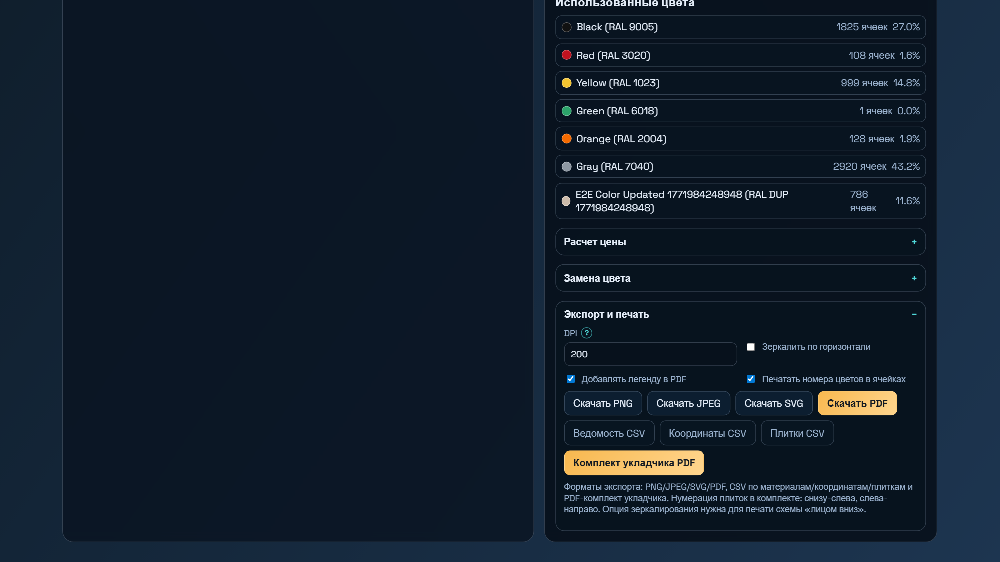 Использованные цвета
Black (RAL 9005) 1825 ячеек 27.0%
Red (RAL 3020) 108 ячеек 1.6%
Yellow (RAL 1023) 999 ячеек 14.8%
Green (RAL 6018) 1 ячеек 0.0%
Orange (RAL 2004) 128 ячеек 1.9%
Gray (RAL 7040) 2920 ячеек 43.2%
E2E Color Updated 1771984248948 (RAL DUP
1771984248948)
786
ячеек
11.6%
Расчет цены +
Замена цвета +
Экспорт и печать −
DPI ?
200
Зеркалить по горизонтали
Добавлять легенду в PDF
Печатать номера цветов в ячейках
Скачать PNG Скачать JPEG Скачать SVG Скачать PDF
Ведомость CSV Координаты CSV Плитки CSV
Комплект укладчика PDF
Форматы экспорта: PNG/JPEG/SVG/PDF, CSV по материалам/координатам/плиткам и
PDF-комплект укладчика. Нумерация плиток в комплекте: снизу-слева, слева-
направо. Опция зеркалирования нужна для печати схемы «лицом вниз».